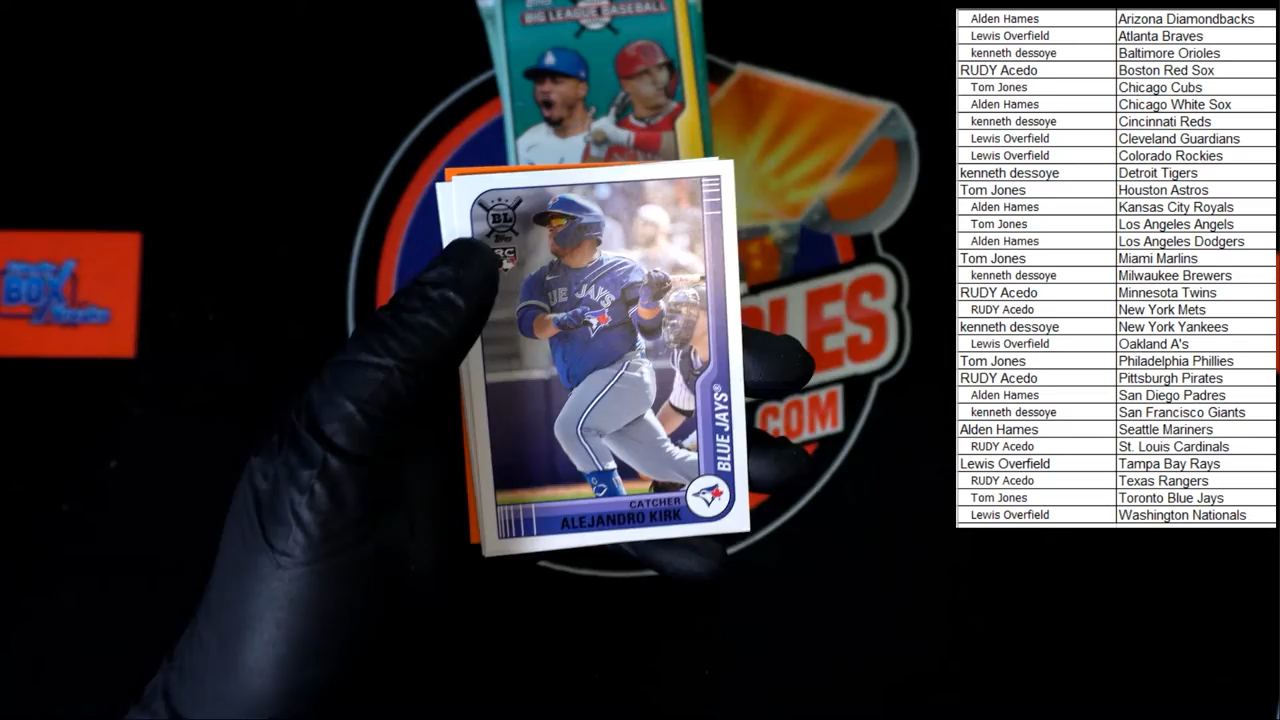 BIG LEAGUE BASEBALL
BL
Topps
RC
BLUE JAYS
BLUE JAYS®
CATCHER
ALEJANDRO KIRK
BOX
LES
.COM
Alden Hames Arizona Diamondbacks
Lewis Overfield Atlanta Braves
kenneth dessoye Baltimore Orioles
RUDY Acedo Boston Red Sox
Tom Jones Chicago Cubs
Alden Hames Chicago White Sox
kenneth dessoye Cincinnati Reds
Lewis Overfield Cleveland Guardians
Lewis Overfield Colorado Rockies
kenneth dessoye Detroit Tigers
Tom Jones Houston Astros
Alden Hames Kansas City Royals
Tom Jones Los Angeles Angels
Alden Hames Los Angeles Dodgers
Tom Jones Miami Marlins
kenneth dessoye Milwaukee Brewers
RUDY Acedo Minnesota Twins
RUDY Acedo New York Mets
kenneth dessoye New York Yankees
Lewis Overfield Oakland A's
Tom Jones Philadelphia Phillies
RUDY Acedo Pittsburgh Pirates
Alden Hames San Diego Padres
kenneth dessoye San Francisco Giants
Alden Hames Seattle Mariners
RUDY Acedo St. Louis Cardinals
Lewis Overfield Tampa Bay Rays
RUDY Acedo Texas Rangers
Tom Jones Toronto Blue Jays
Lewis Overfield Washington Nationals